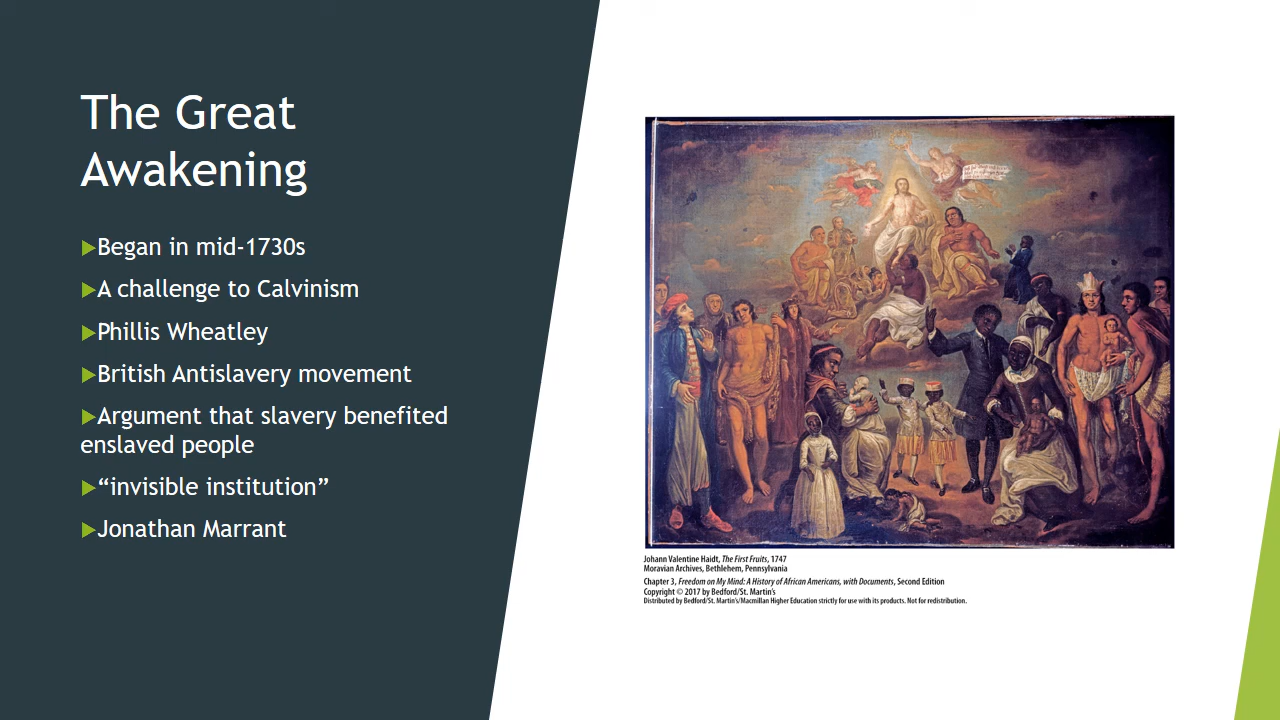 The Great
Awakening
▶Began in mid-1730s
▶A challenge to Calvinism
▶Phillis Wheatley
▶British Antislavery movement
▶Argument that slavery benefited
enslaved people
▶“invisible institution”
▶Jonathan Marrant
Johann Valentine Haidt, The First Fruits, 1747
Moravian Archives, Bethlehem, Pennsylvania
Chapter 3, Freedom on My Mind: A History of African Americans, with Documents, Second Edition
Copyright © 2017 by Bedford/St. Martin's
Distributed by Bedford/St. Martin's/Macmillan Higher Education strictly for use with its products. Not for redistribution.